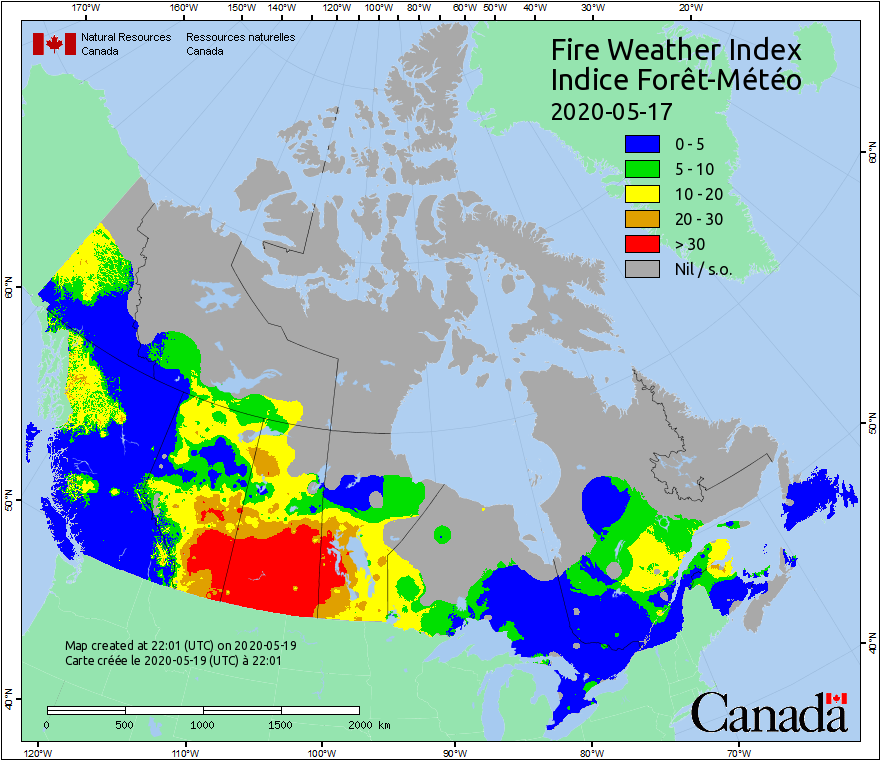 170°W 160°W 150°W 140°W 130°W 120°W 110°W 100°W 90°W 80°W 60°W 50°W 40°W 30°W 20°W
Natural Resources Ressources naturelles
Canada Canada
Fire Weather Index
Indice Forêt-Météo
2020-05-17
0 - 5
5 - 10
10 - 20
20 - 30
> 30
Nil / s.o.
60°N
60°N
50°N
50°N
40°N
40°N
Map created at 22:01 (UTC) on 2020-05-19
Carte créée le 2020-05-19 (UTC) à 22:01
0 500 1000 1500 2000 km
Canada
120°W 110°W 100°W 90°W 80°W 70°W